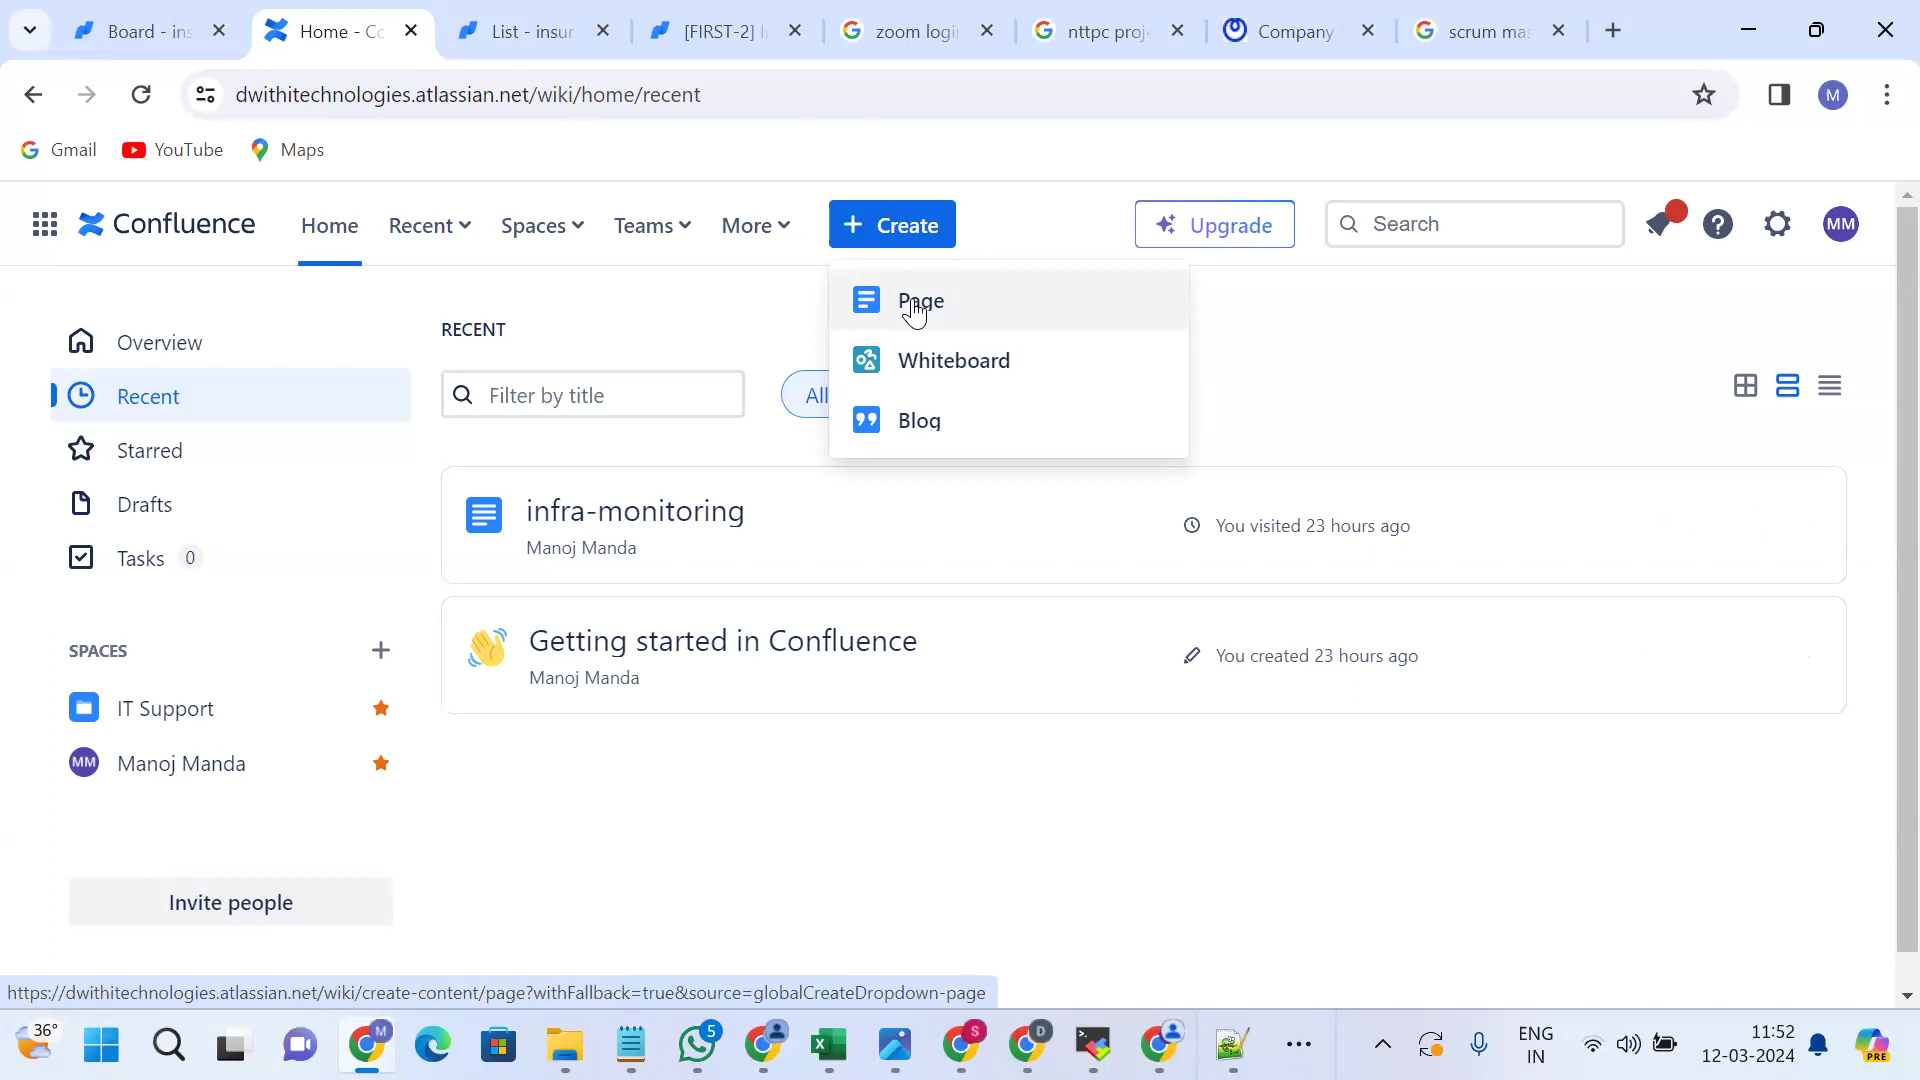 Board - ins
Home - Co
List - insur
[FIRST-2] I
zoom login
nttpc proje
Company
scrum mas
dwithitechnologies.atlassian.net/wiki/home/recent
M
Gmail
YouTube
Maps
Confluence
Home
Recent
Spaces
Teams
More
+ Create
Upgrade
Search
MM
Page
Whiteboard
Blog
Overview
Recent
Starred
Drafts
Tasks 0
RECENT
Filter by title
All
infra-monitoring
Manoj Manda
You visited 23 hours ago
Getting started in Confluence
Manoj Manda
You created 23 hours ago
SPACES
IT Support
MM Manoj Manda
Invite people
https://dwithitechnologies.atlassian.net/wiki/create-content/page?withFallback=true&source=globalCreateDropdown-page
36°
M
5
S
D
ENG
IN
11:52
12-03-2024
PRE